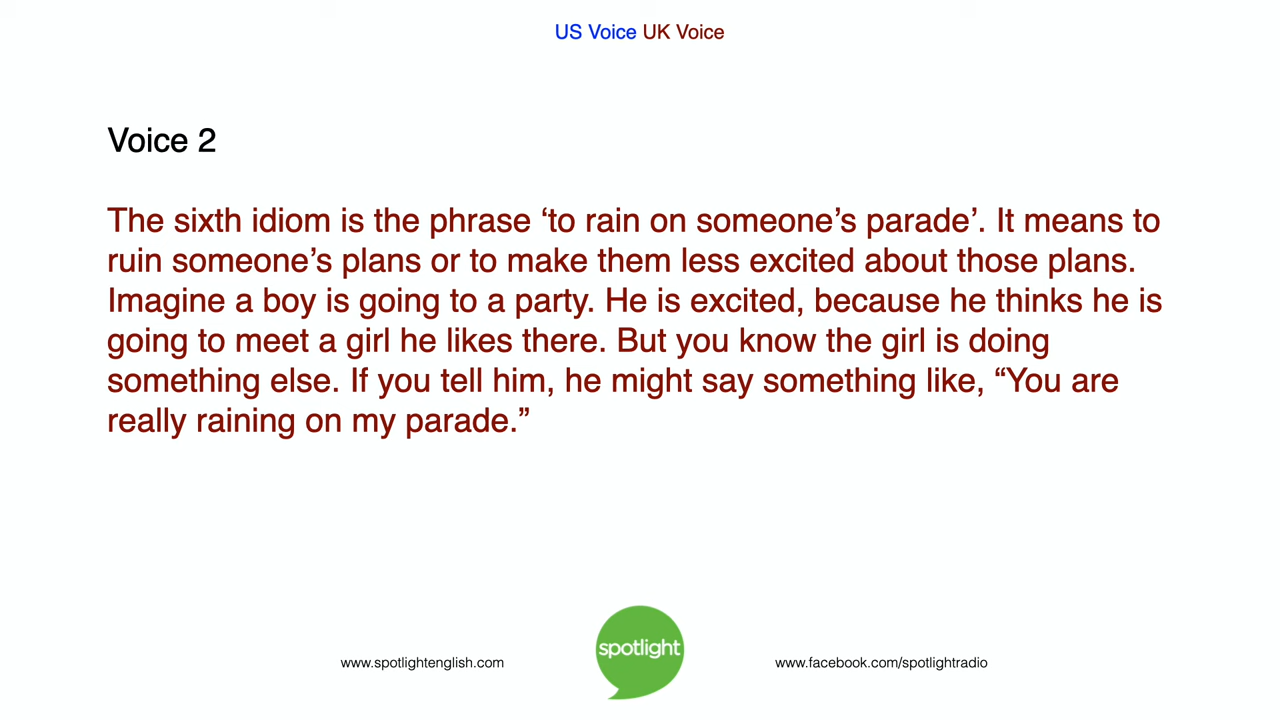 US Voice UK Voice
Voice 2
The sixth idiom is the phrase ‘to rain on someone’s parade’. It means to
ruin someone’s plans or to make them less excited about those plans.
Imagine a boy is going to a party. He is excited, because he thinks he is
going to meet a girl he likes there. But you know the girl is doing
something else. If you tell him, he might say something like, “You are
really raining on my parade.”
www.spotlightenglish.com
spotlight
www.facebook.com/spotlightradio